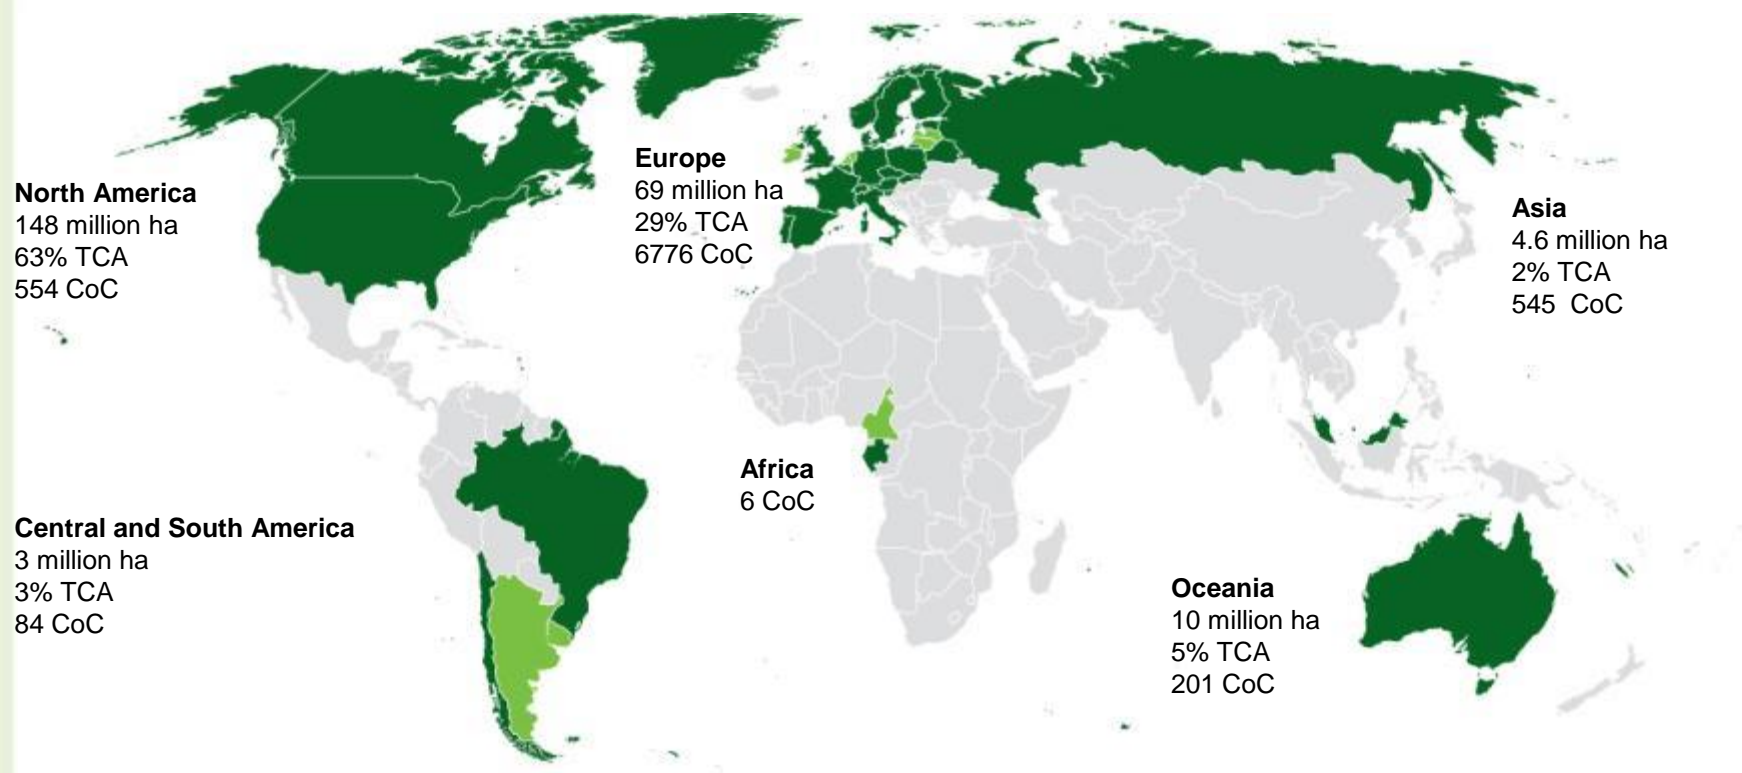 North America
148 million ha
63% TCA
554 CoC
Europe
69 million ha
29% TCA
6776 CoC
Asia
4.6 million ha
2% TCA
545 CoC
Africa
6 CoC
Central and South America
3 million ha
3% TCA
84 CoC
Oceania
10 million ha
5% TCA
201 CoC